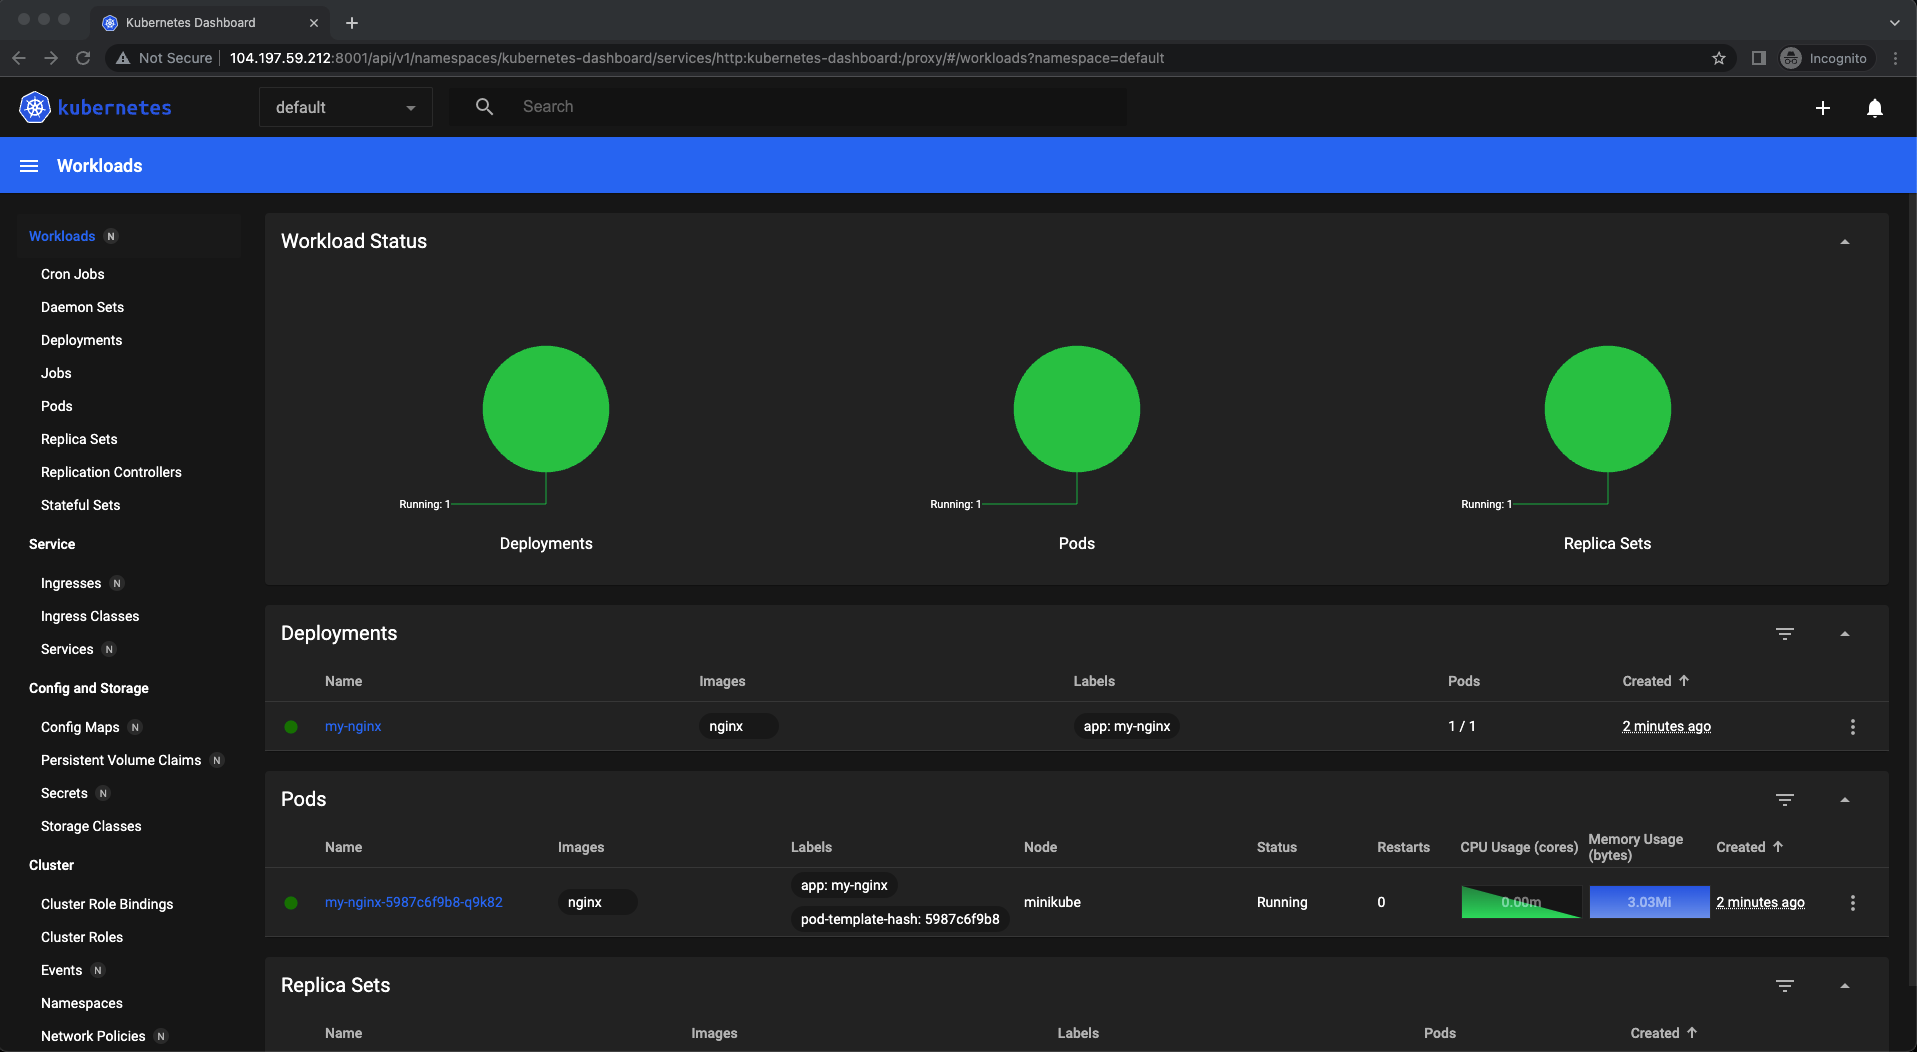 Kubernetes Dashboard
Not Secure 104.197.59.212:8001/api/v1/namespaces/kubernetes-dashboard/services/http:kubernetes-dashboard:/proxy/#/workloads?namespace=default
Incognito
kubernetes
default
Search
Workloads
Workloads N
Cron Jobs
Daemon Sets
Deployments
Jobs
Pods
Replica Sets
Replication Controllers
Stateful Sets
Service
Ingresses N
Ingress Classes
Services N
Config and Storage
Config Maps N
Persistent Volume Claims N
Secrets N
Storage Classes
Cluster
Cluster Role Bindings
Cluster Roles
Events N
Namespaces
Network Policies N
Workload Status
Running: 1 Running: 1 Running: 1
Deployments Pods Replica Sets
Deployments
Name Images Labels Pods Created
my-nginx nginx app: my-nginx 1 / 1 2 minutes ago
Pods
Name Images Labels Node Status Restarts CPU Usage (cores) Memory Usage (bytes) Created
my-nginx-5987c6f9b8-q9k82 nginx app: my-nginx pod-template-hash: 5987c6f9b8 minikube Running 0 0.00m 3.03Mi 2 minutes ago
Replica Sets
Name Images Labels Pods Created